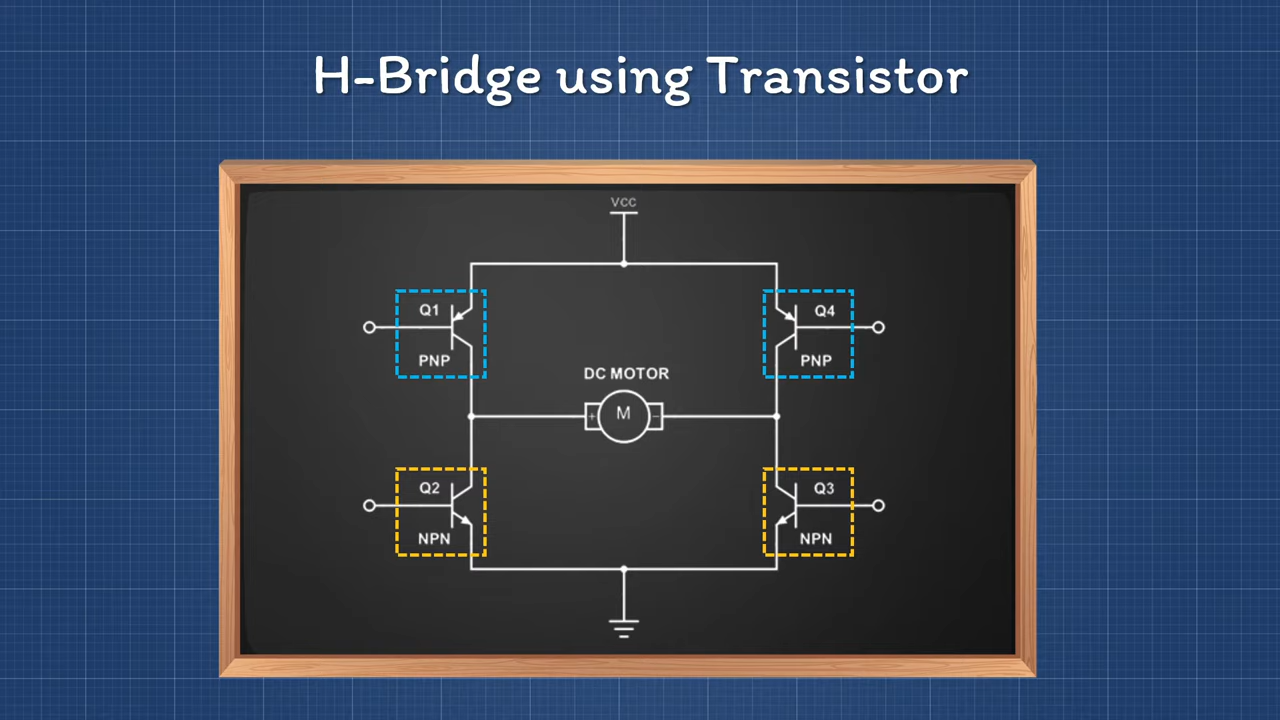 H-Bridge using Transistor
VCC
Q1
Q4
PNP
PNP
DC MOTOR
+ M -
Q2
Q3
NPN
NPN